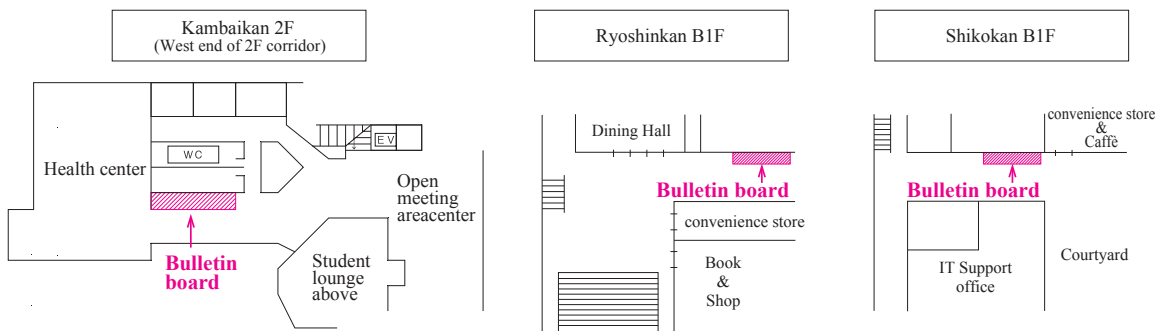 Kambaikan 2F
(West end of 2F corridor)
Health center
WC
EV
Open
meeting
areacenter
Bulletin
board
Student
lounge
above
Ryoshinkan B1F
Dining Hall
Bulletin board
convenience store
Book
&
Shop
Shikokan B1F
convenience store
&
Caffè
Bulletin board
IT Support
office
Courtyard